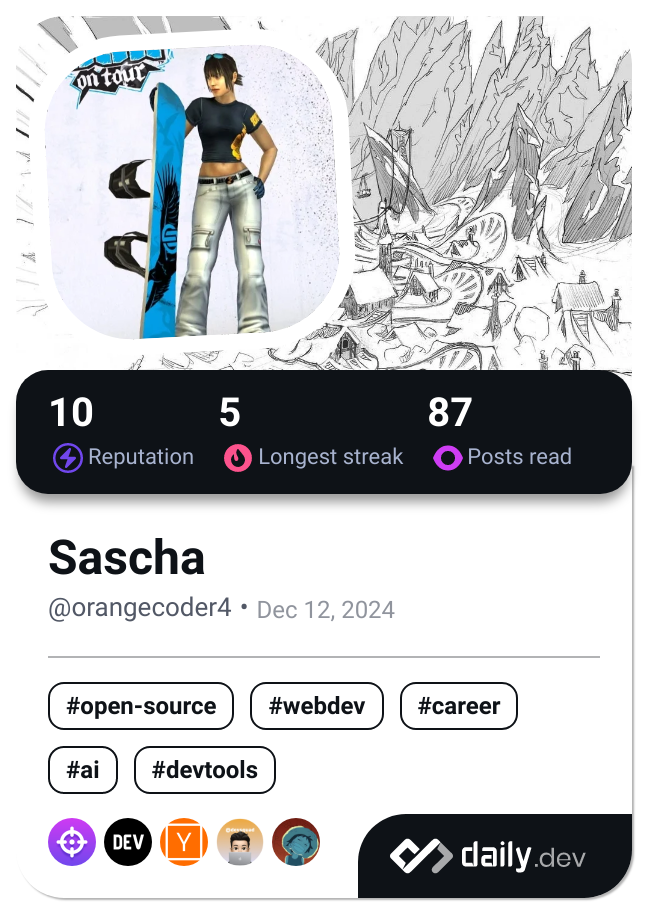 on tour
10 5 87
Reputation Longest streak Posts read
Sascha
@orangecoder4 • Dec 12, 2024
#open-source #webdev #career
#ai #devtools
DEV Y
daily.dev